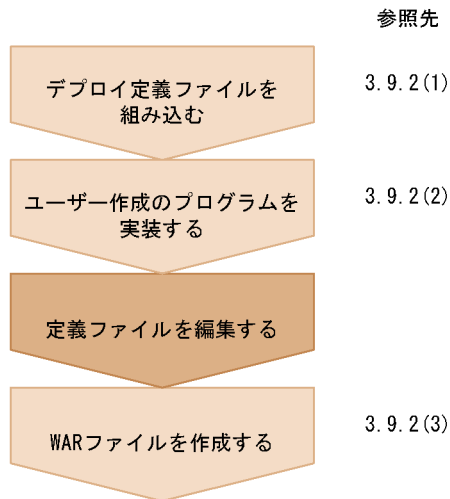 参照先
デプロイ定義ファイルを
組み込む
3.9.2(1)
ユーザー作成のプログラムを
実装する
3.9.2(2)
定義ファイルを編集する
WARファイルを作成する
3.9.2(3)